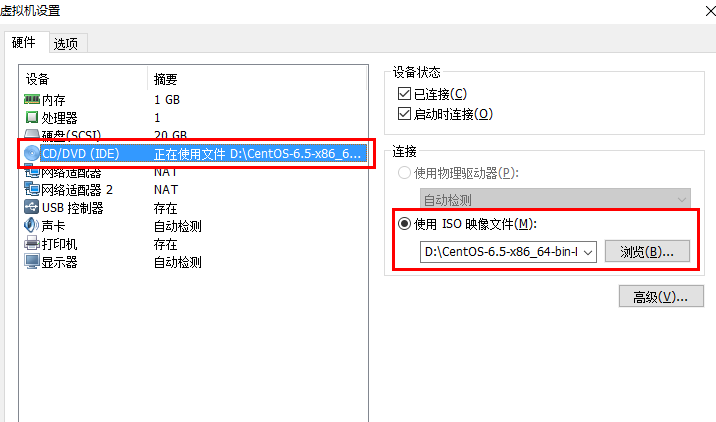 虚拟机设置
硬件 选项
设备 摘要
内存 1 GB
处理器 1
硬盘(SCSI) 20 GB
CD/DVD (IDE) 正在使用文件 D:\CentOS-6.5-x86_6...
网络适配器 NAT
网络适配器 2 NAT
USB 控制器 存在
声卡 自动检测
打印机 存在
显示器 自动检测
设备状态
已连接(C)
启动时连接(O)
连接
使用物理驱动器(P):
自动检测
使用 ISO 映像文件(M):
D:\CentOS-6.5-x86_64-bin-l 浏览(B)...
高级(V)...